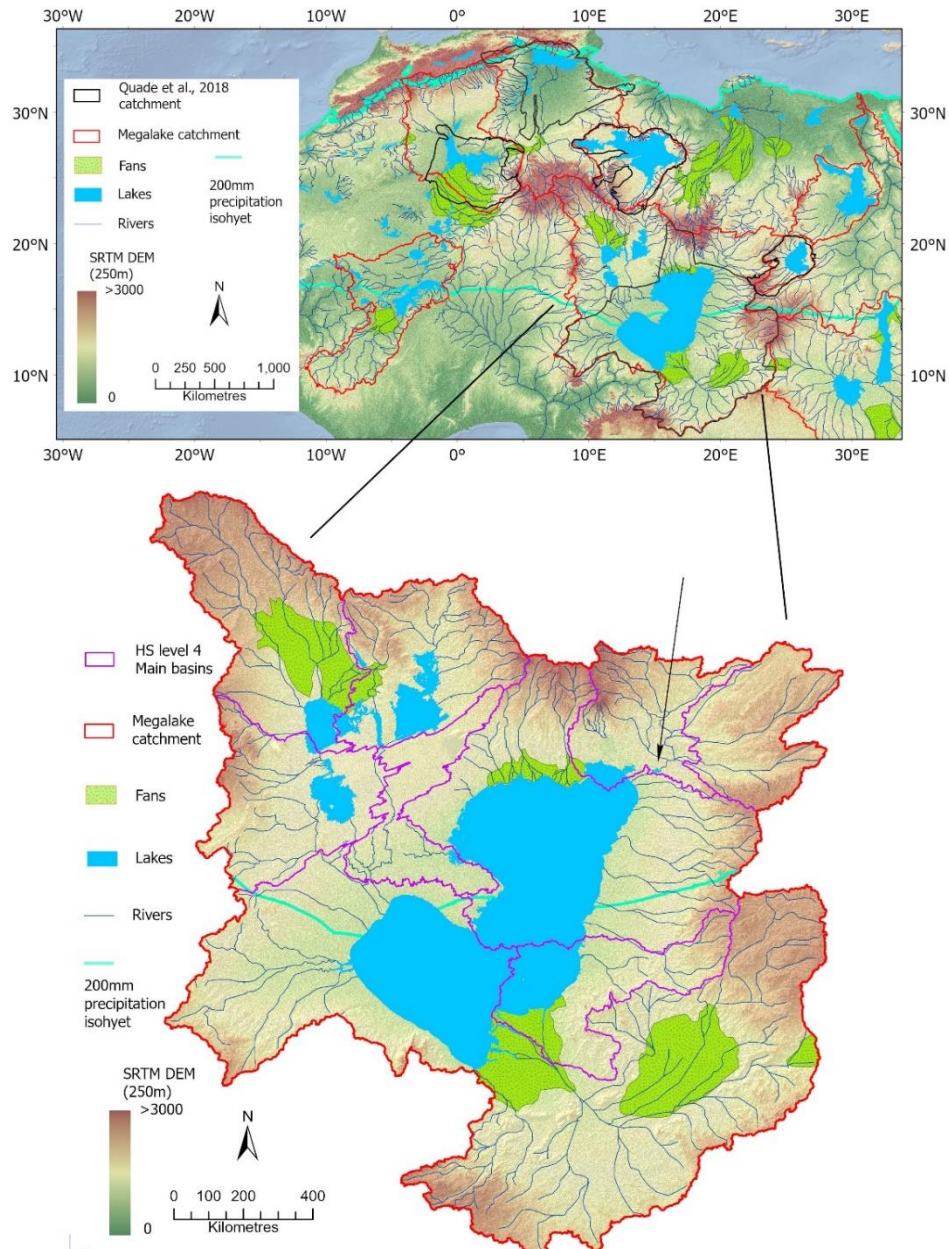 30°W 20°W 10°W 0° 10°E 20°E 30°E
30°N
20°N
10°N
30°N
20°N
10°N
Quade et al., 2018
catchment
Megalake catchment
Fans
Lakes
Rivers
200mm
precipitation
isohyet
SRTM DEM
(250m)
>3000
0
N
0 250 500 1,000
Kilometres
30°W 20°W 10°W 0° 10°E 20°E 30°E
HS level 4
Main basins
Megalake
catchment
Fans
Lakes
Rivers
200mm
precipitation
isohyet
SRTM DEM
(250m)
>3000
0
N
0 100 200 400
Kilometres